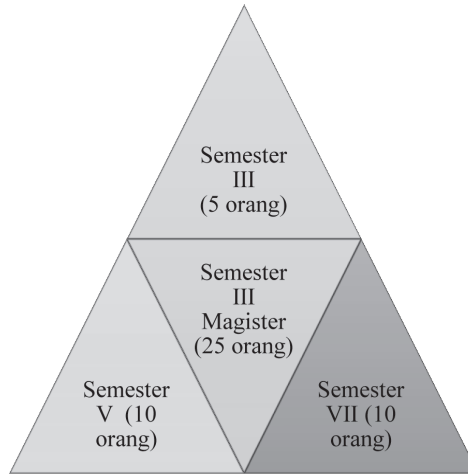 Semester
III
(5 orang)
Semester
III
Magister
(25 orang)
Semester
V (10
orang)
Semester
VII (10
orang)